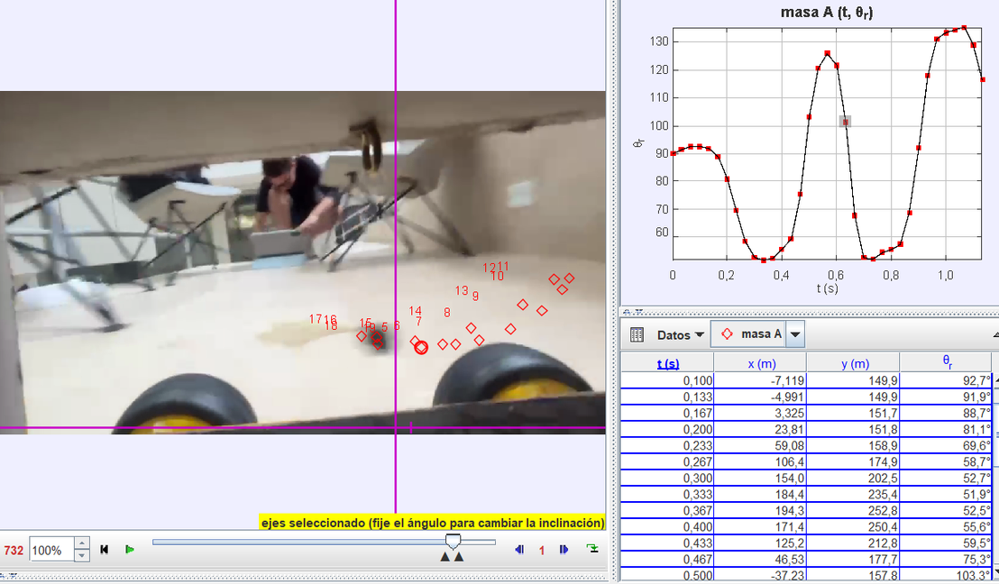 masa A (t, θr)
130
120
110
100
90
80
70
60
θr
0
0,2
0,4
0,6
0,8
1,0
t (s)
12
11
10
13
9
14
8
7
17
16
18
15
5
6
ejes seleccionado (fije el ángulo para cambiar la inclinación)
732
100%
1
Datos
masa A
t (s) x (m) y (m) θr
0,100 -7,119 149,9 92,7°
0,133 -4,991 149,9 91,9°
0,167 3,325 151,7 88,7°
0,200 23,81 151,8 81,1°
0,233 59,08 158,9 69,6°
0,267 106,4 174,9 58,7°
0,300 154,0 202,5 52,7°
0,333 184,4 235,4 51,9°
0,367 194,3 252,8 52,5°
0,400 171,4 250,4 55,6°
0,433 125,2 212,8 59,5°
0,467 46,53 177,7 75,3°
0,500 -37,23 157,8 103,3°